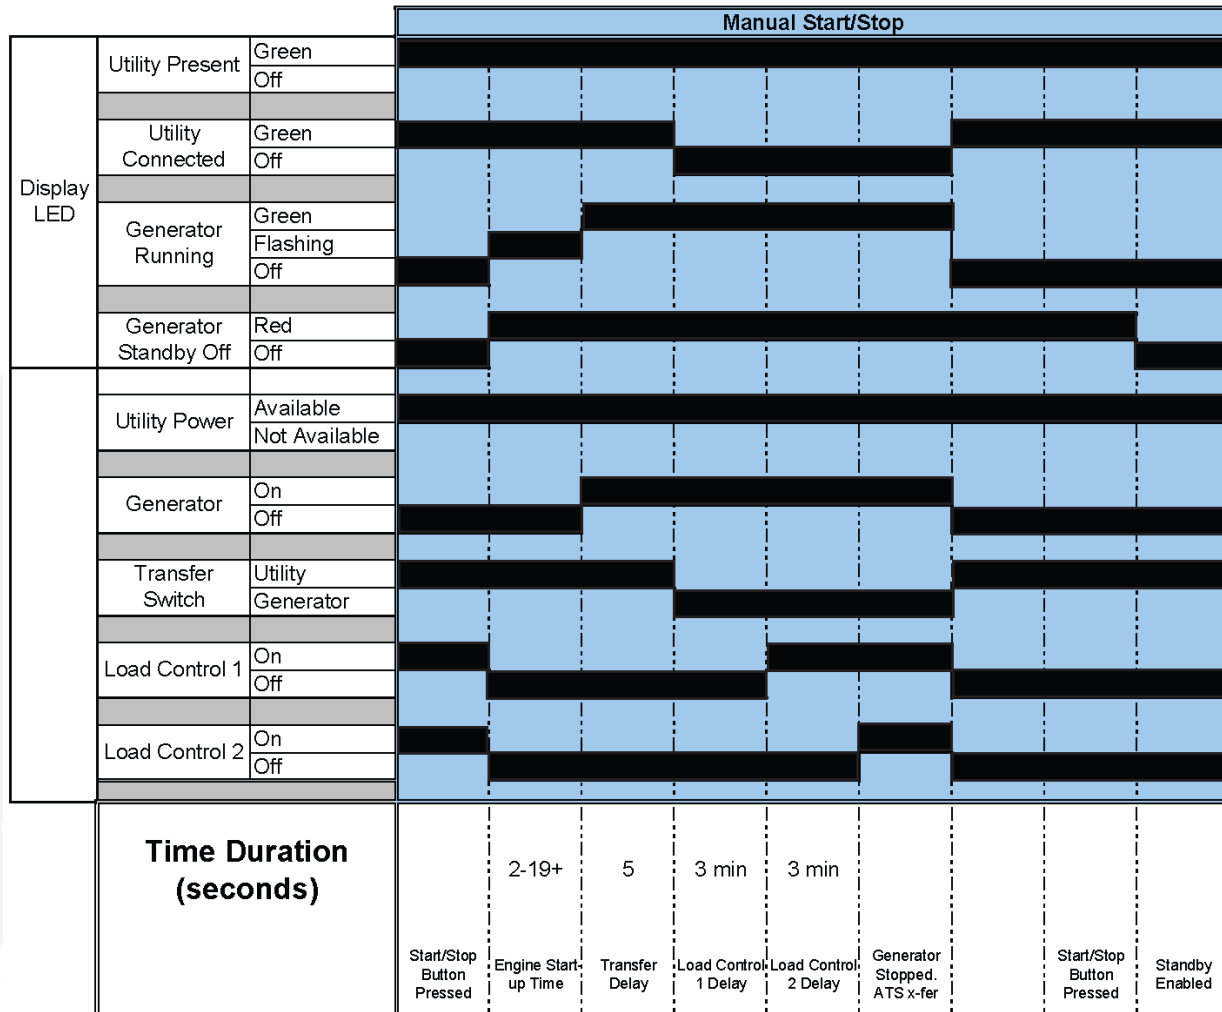 Manual Start/Stop
Display
LED
Utility Present
Green
Off
Utility
Connected
Green
Off
Generator
Running
Green
Flashing
Off
Generator
Standby Off
Red
Off
Utility Power
Available
Not Available
Generator
On
Off
Transfer
Switch
Utility
Generator
Load Control 1
On
Off
Load Control 2
On
Off
Time Duration
(seconds)
2-19+
5
3 min
3 min
Start/Stop
Button
Pressed
Engine Start-
up Time
Transfer
Delay
Load Control
1 Delay
Load Control
2 Delay
Generator
Stopped.
ATS x-fer
Start/Stop
Button
Pressed
Standby
Enabled